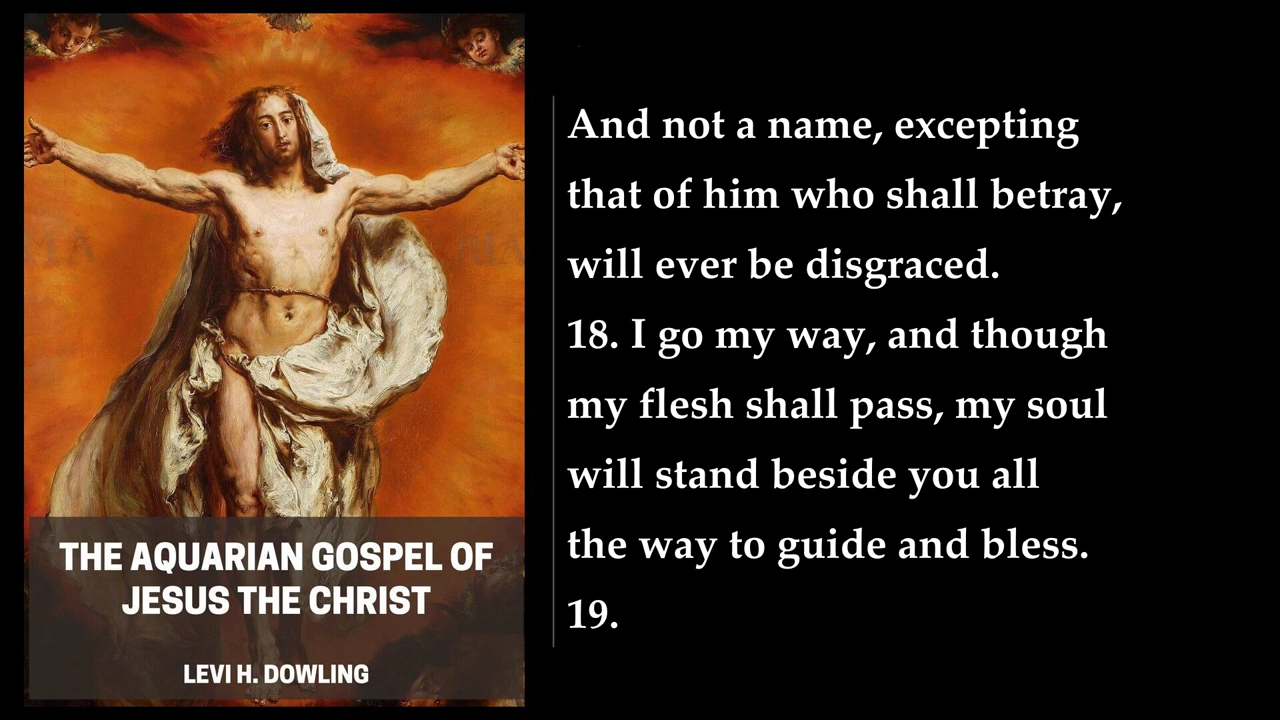 THE AQUARIAN GOSPEL OF
JESUS THE CHRIST
LEVI H. DOWLING
And not a name, excepting
that of him who shall betray,
will ever be disgraced.
18. I go my way, and though
my flesh shall pass, my soul
will stand beside you all
the way to guide and bless.
19.